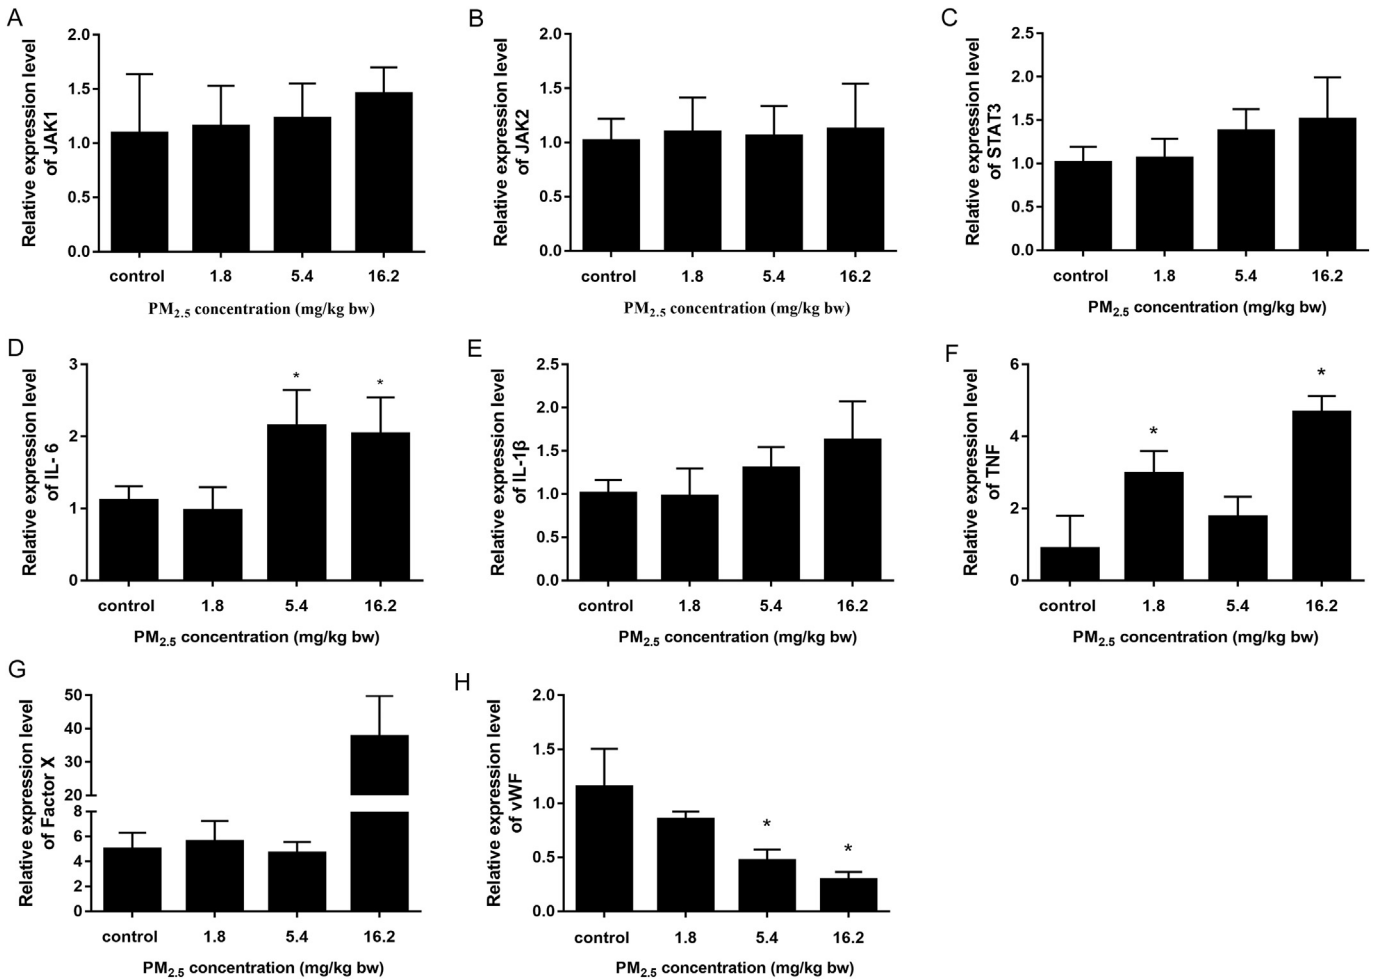 A
Relative expression level
of JAK1
2.0
1.5
1.0
0.5
0.0
control 1.8 5.4 16.2
PM2.5 concentration (mg/kg bw)
B
Relative expression level
of JAK2
2.0
1.5
1.0
0.5
0.0
control 1.8 5.4 16.2
PM2.5 concentration (mg/kg bw)
C
Relative expression level
of STAT3
2.5
2.0
1.5
1.0
0.5
0.0
control 1.8 5.4 16.2
PM2.5 concentration (mg/kg bw)
D
Relative expression level
of IL- 6
3
2
1
0
* *
control 1.8 5.4 16.2
PM2.5 concentration (mg/kg bw)
E
Relative expression level
of IL-1β
2.5
2.0
1.5
1.0
0.5
0.0
control 1.8 5.4 16.2
PM2.5 concentration (mg/kg bw)
F
Relative expression level
of TNF
6
4
2
0
* *
control 1.8 5.4 16.2
PM2.5 concentration (mg/kg bw)
G
Relative expression level
of Factor X
50
40
30
20
8
6
4
2
0
control 1.8 5.4 16.2
PM2.5 concentration (mg/kg bw)
H
Relative expression level
of vWF
2.0
1.5
1.0
0.5
0.0
* *
control 1.8 5.4 16.2
PM2.5 concentration (mg/kg bw)